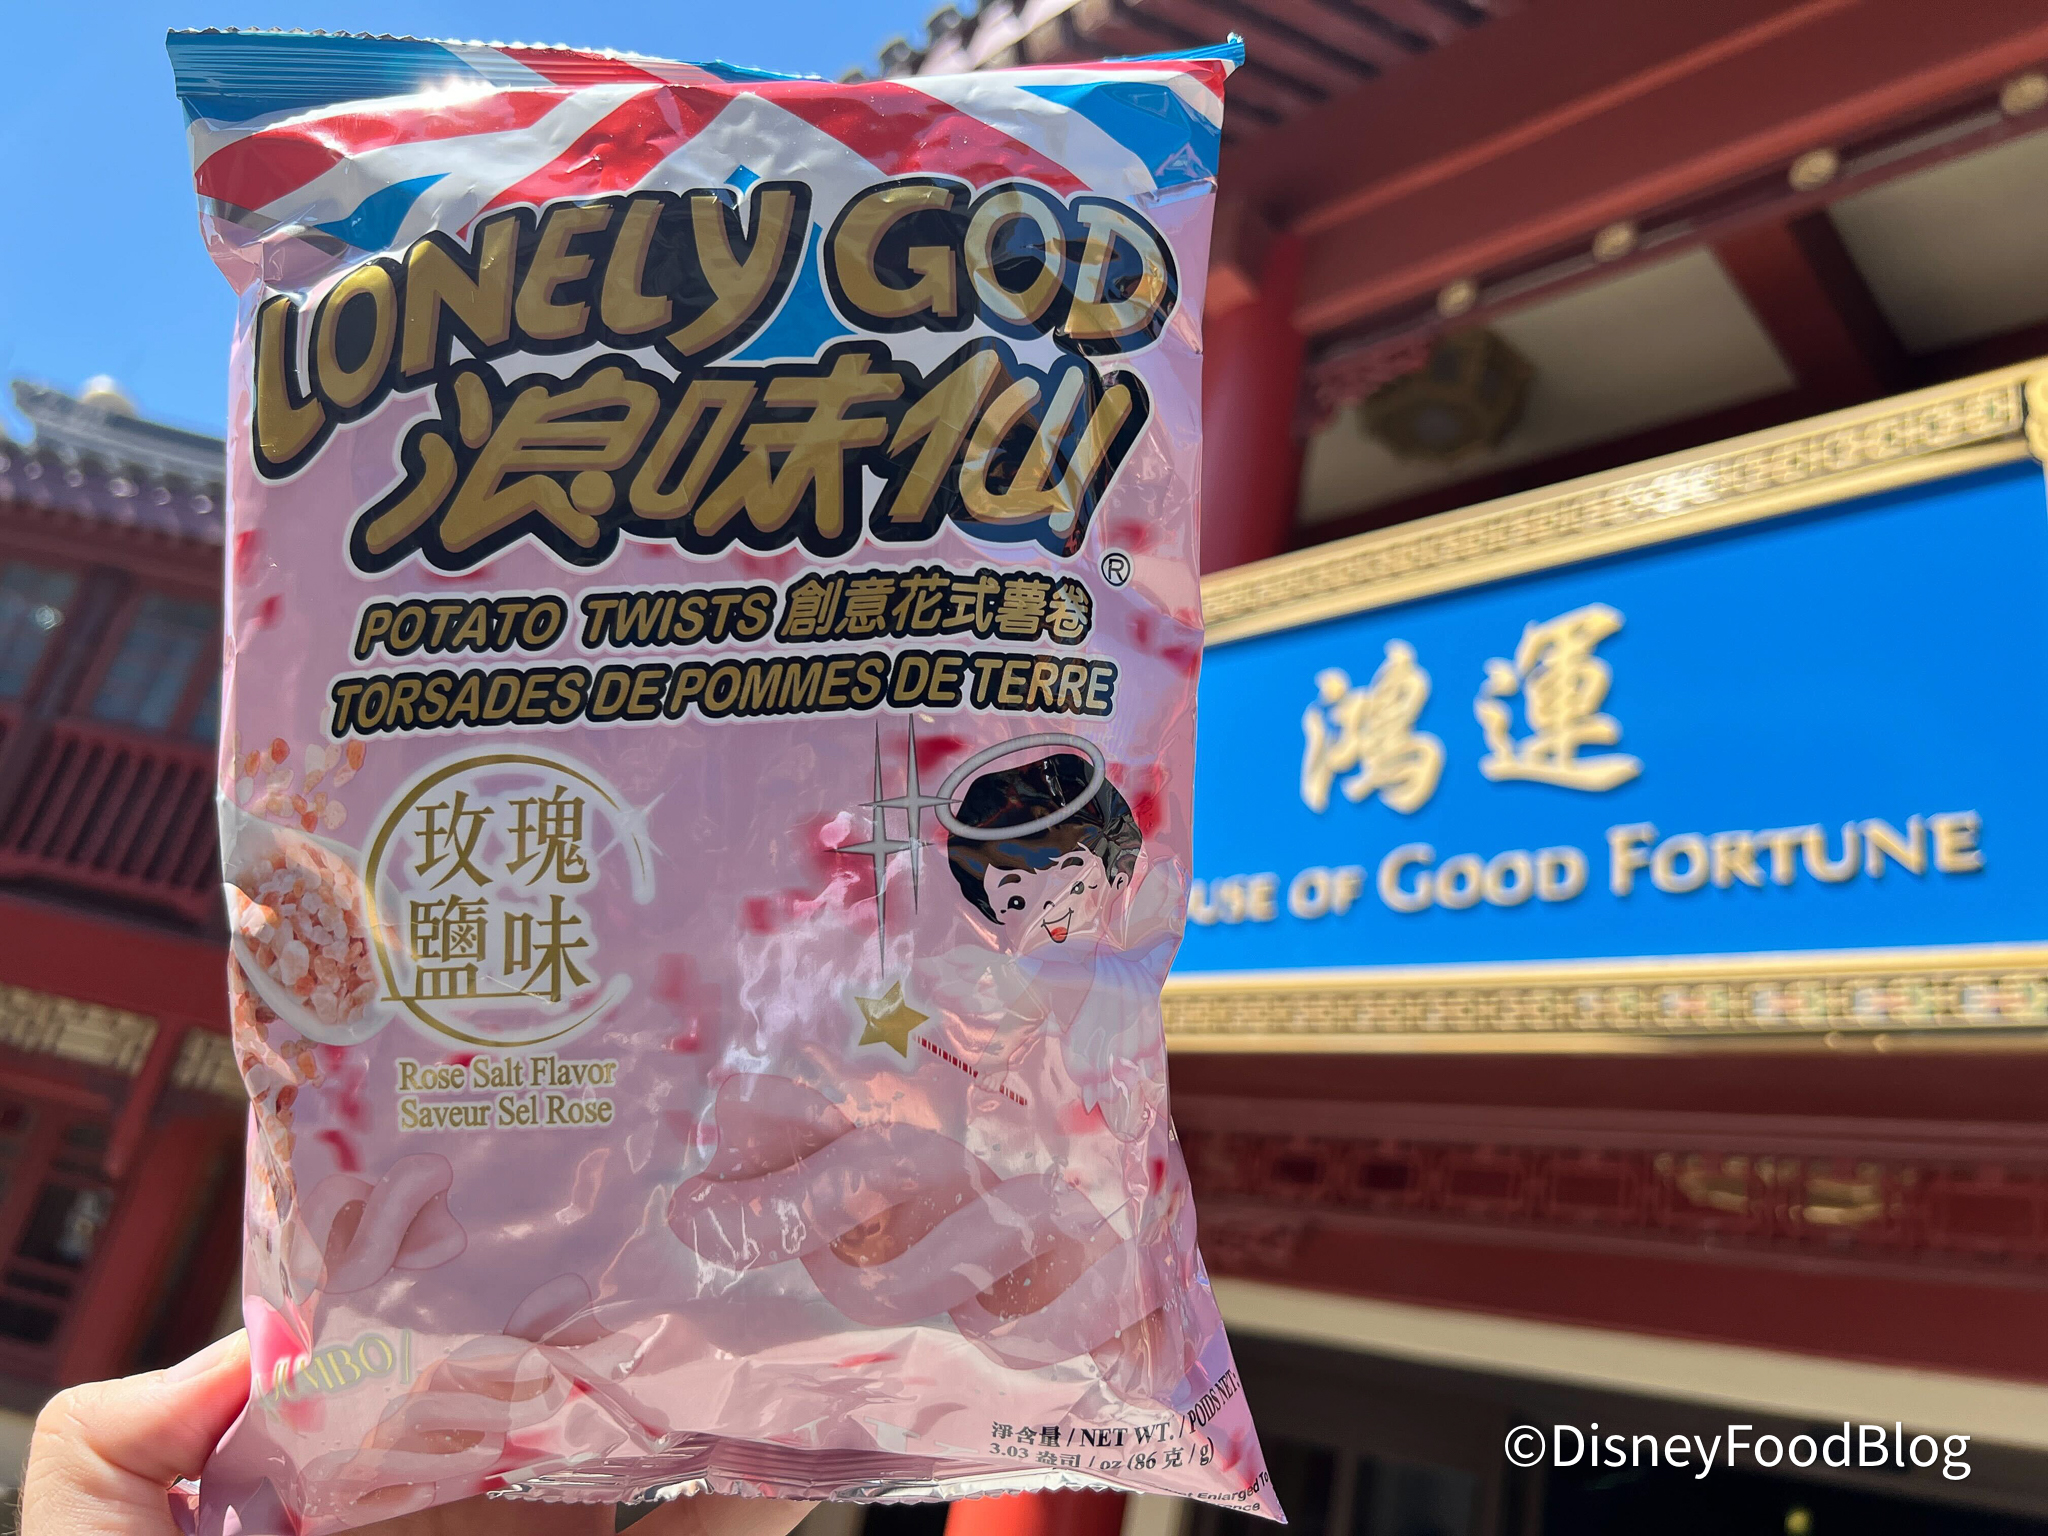 LONELY GOD
浪味仙
®
POTATO TWISTS 創意花式薯卷
TORSADES DE POMMES DE TERRE
玫瑰
鹽味
Rose Salt Flavor
Saveur Sel Rose
淨含量 / NET WT. / POIDS NET:
3.03 盎司 / oz (86 克 / g)
Enlarged To
鴻運
OF GOOD FORTUNE
©DisneyFoodBlog